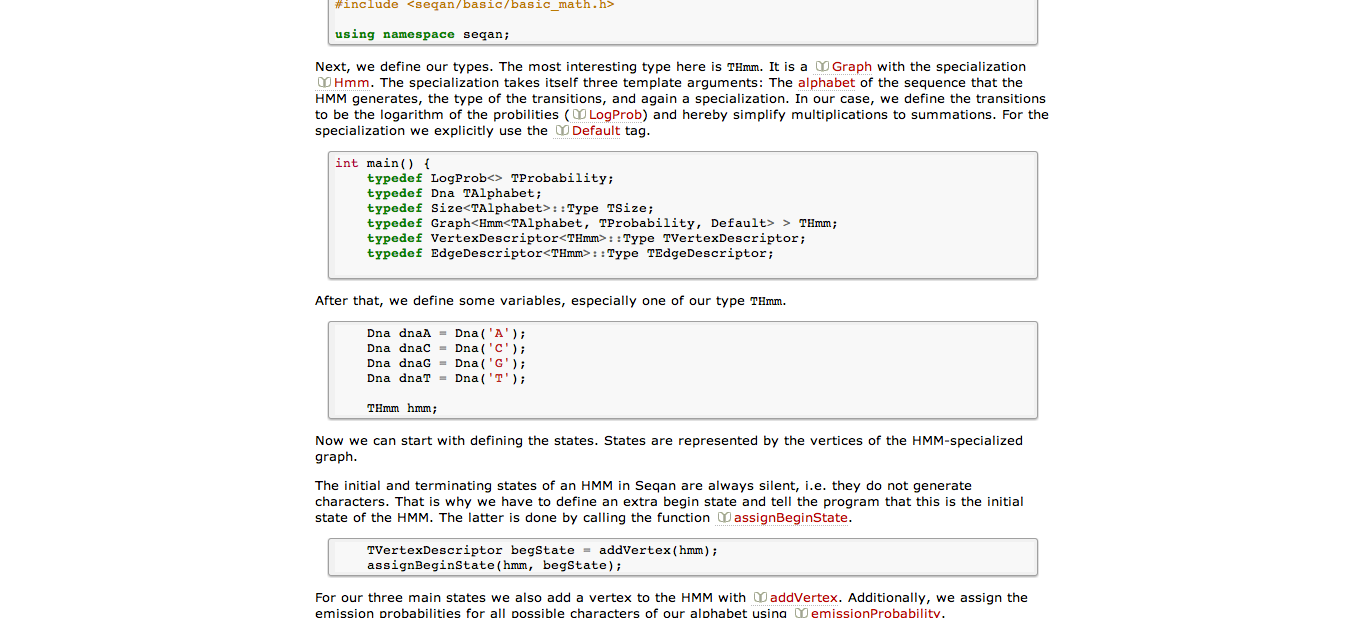 #include <seqan/basic/basic_math.h>
using namespace seqan;
Next, we define our types. The most interesting type here is THmm. It is a Graph with the specialization
Hmm. The specialization takes itself three template arguments: The alphabet of the sequence that the
HMM generates, the type of the transitions, and again a specialization. In our case, we define the transitions
to be the logarithm of the probilities (LogProb) and hereby simplify multiplications to summations. For the
specialization we explicitly use the Default tag.
int main() {
    typedef LogProb<> TProbability;
    typedef Dna TAlphabet;
    typedef Size<TAlphabet>::Type TSize;
    typedef Graph<Hmm<TAlphabet, TProbability, Default> > THmm;
    typedef VertexDescriptor<THmm>::Type TVertexDescriptor;
    typedef EdgeDescriptor<THmm>::Type TEdgeDescriptor;
After that, we define some variables, especially one of our type THmm.
    Dna dnaA = Dna('A');
    Dna dnaC = Dna('C');
    Dna dnaG = Dna('G');
    Dna dnaT = Dna('T');
    THmm hmm;
Now we can start with defining the states. States are represented by the vertices of the HMM-specialized
graph.
The initial and terminating states of an HMM in Seqan are always silent, i.e. they do not generate
characters. That is why we have to define an extra begin state and tell the program that this is the initial
state of the HMM. The latter is done by calling the function assignBeginState.
    TVertexDescriptor begState = addVertex(hmm);
    assignBeginState(hmm, begState);
For our three main states we also add a vertex to the HMM with addVertex. Additionally, we assign the
emission probabilities for all possible characters of our alphabet using emissionProbability.